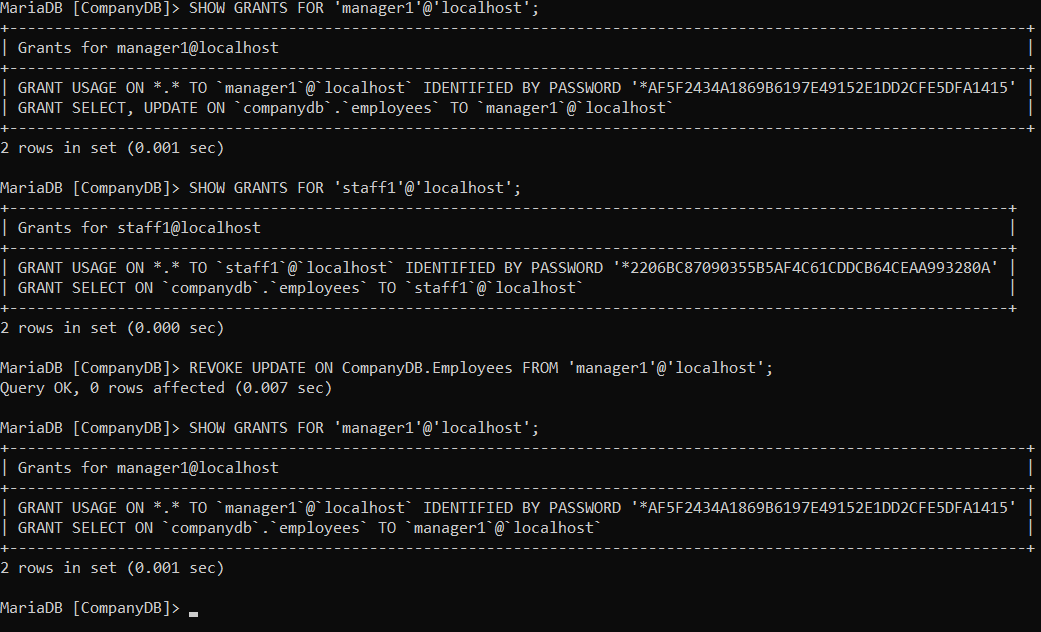 MariaDB [CompanyDB]> SHOW GRANTS FOR 'manager1'@'localhost';
+-----------------------------------------------------------------------------------------------------------------+
| Grants for manager1@localhost |
+-----------------------------------------------------------------------------------------------------------------+
| GRANT USAGE ON *.* TO `manager1`@`localhost` IDENTIFIED BY PASSWORD '*AF5F2434A1869B6197E49152E1DD2CFE5DFA1415' |
| GRANT SELECT, UPDATE ON `companydb`.`employees` TO `manager1`@`localhost` |
+-----------------------------------------------------------------------------------------------------------------+
2 rows in set (0.001 sec)
MariaDB [CompanyDB]> SHOW GRANTS FOR 'staff1'@'localhost';
+---------------------------------------------------------------------------------------------------------------+
| Grants for staff1@localhost |
+---------------------------------------------------------------------------------------------------------------+
| GRANT USAGE ON *.* TO `staff1`@`localhost` IDENTIFIED BY PASSWORD '*2206BC87090355B5AF4C61CDDCB64CEAA993280A' |
| GRANT SELECT ON `companydb`.`employees` TO `staff1`@`localhost` |
+---------------------------------------------------------------------------------------------------------------+
2 rows in set (0.000 sec)
MariaDB [CompanyDB]> REVOKE UPDATE ON CompanyDB.Employees FROM 'manager1'@'localhost';
Query OK, 0 rows affected (0.007 sec)
MariaDB [CompanyDB]> SHOW GRANTS FOR 'manager1'@'localhost';
+-----------------------------------------------------------------------------------------------------------------+
| Grants for manager1@localhost |
+-----------------------------------------------------------------------------------------------------------------+
| GRANT USAGE ON *.* TO `manager1`@`localhost` IDENTIFIED BY PASSWORD '*AF5F2434A1869B6197E49152E1DD2CFE5DFA1415' |
| GRANT SELECT ON `companydb`.`employees` TO `manager1`@`localhost` |
+-----------------------------------------------------------------------------------------------------------------+
2 rows in set (0.001 sec)
MariaDB [CompanyDB]> _